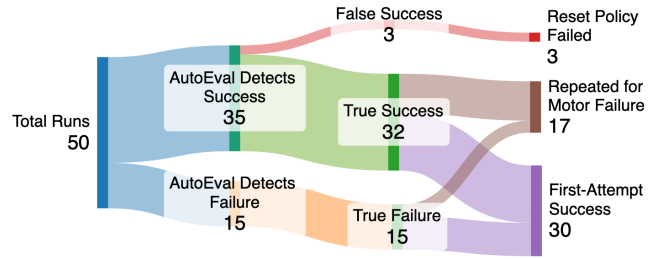 Total Runs
50
AutoEval Detects
Success
35
AutoEval Detects
Failure
15
False Success
3
True Success
32
True Failure
15
Reset Policy
Failed
3
Repeated for
Motor Failure
17
First-Attempt
Success
30